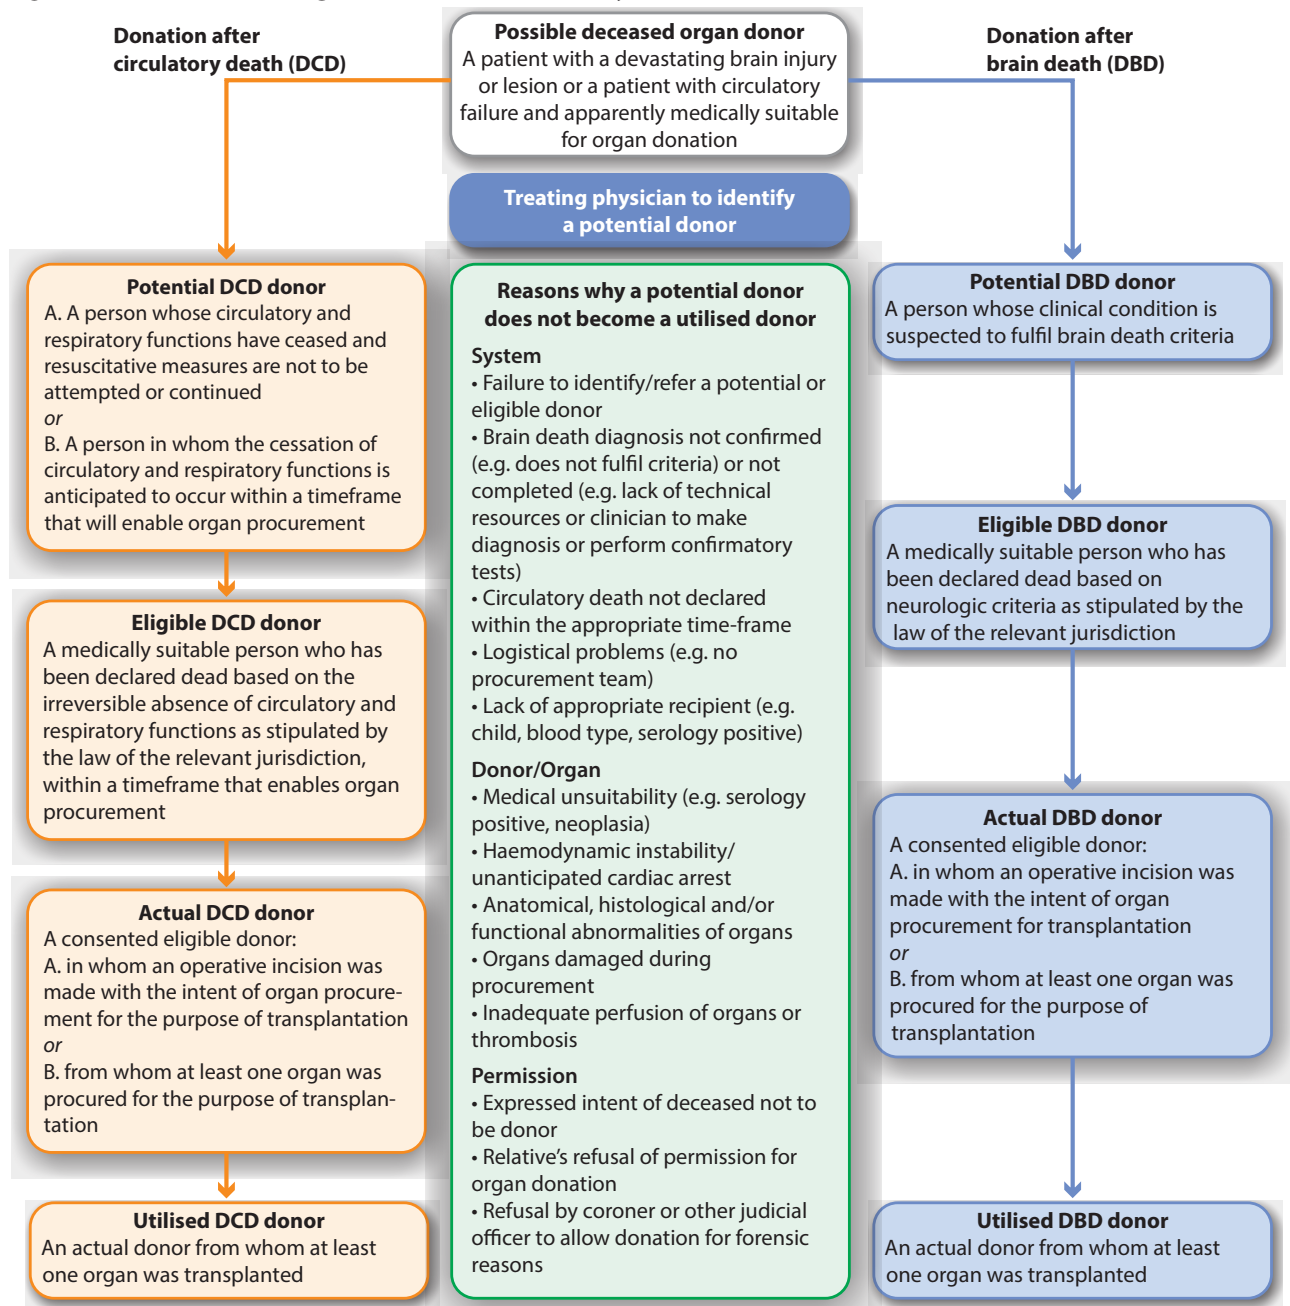 Donation after
circulatory death (DCD)
Possible deceased organ donor
A patient with a devastating brain injury
or lesion or a patient with circulatory
failure and apparently medically suitable
for organ donation
Donation after
brain death (DBD)
Treating physician to identify
a potential donor
Potential DCD donor
A. A person whose circulatory and
respiratory functions have ceased and
resuscitative measures are not to be
attempted or continued
or
B. A person in whom the cessation of
circulatory and respiratory functions is
anticipated to occur within a timeframe
that will enable organ procurement
Eligible DCD donor
A medically suitable person who has
been declared dead based on the
irreversible absence of circulatory and
respiratory functions as stipulated by
the law of the relevant jurisdiction,
within a timeframe that enables organ
procurement
Actual DCD donor
A consented eligible donor:
A. in whom an operative incision was
made with the intent of organ procure-
ment for the purpose of transplantation
or
B. from whom at least one organ was
procured for the purpose of transplan-
tation
Utilised DCD donor
An actual donor from whom at least
one organ was transplanted
Reasons why a potential donor
does not become a utilised donor
System
• Failure to identify/refer a potential or
eligible donor
• Brain death diagnosis not confirmed
(e.g. does not fulfil criteria) or not
completed (e.g. lack of technical
resources or clinician to make
diagnosis or perform confirmatory
tests)
• Circulatory death not declared
within the appropriate time-frame
• Logistical problems (e.g. no
procurement team)
• Lack of appropriate recipient (e.g.
child, blood type, serology positive)
Donor/Organ
• Medical unsuitability (e.g. serology
positive, neoplasia)
• Haemodynamic instability/
unanticipated cardiac arrest
• Anatomical, histological and/or
functional abnormalities of organs
• Organs damaged during
procurement
• Inadequate perfusion of organs or
thrombosis
Permission
• Expressed intent of deceased not to
be donor
• Relative's refusal of permission for
organ donation
• Refusal by coroner or other judicial
officer to allow donation for forensic
reasons
Potential DBD donor
A person whose clinical condition is
suspected to fulfil brain death criteria
Eligible DBD donor
A medically suitable person who has
been declared dead based on
neurologic criteria as stipulated by the
law of the relevant jurisdiction
Actual DBD donor
A consented eligible donor:
A. in whom an operative incision was
made with the intent of organ
procurement for transplantation
or
B. from whom at least one organ was
procured for the purpose of
transplantation
Utilised DBD donor
An actual donor from whom at least
one organ was transplanted